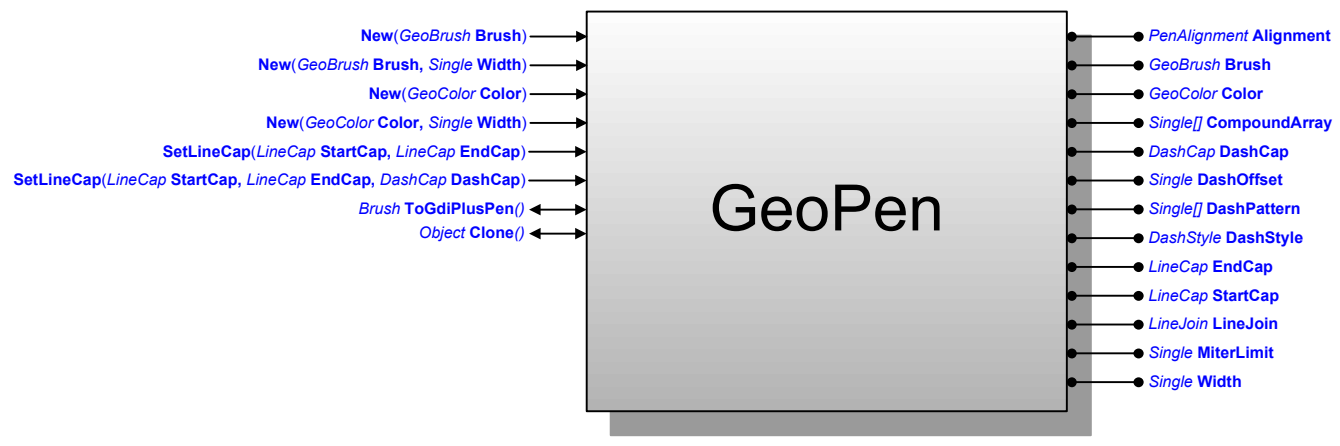 New(GeoBrush Brush)
New(GeoBrush Brush, Single Width)
New(GeoColor Color)
New(GeoColor Color, Single Width)
SetLineCap(LineCap StartCap, LineCap EndCap)
SetLineCap(LineCap StartCap, LineCap EndCap, DashCap DashCap)
Brush ToGdiPlusPen()
Object Clone()
GeoPen
PenAlignment Alignment
GeoBrush Brush
GeoColor Color
Single[] CompoundArray
DashCap DashCap
Single DashOffset
Single[] DashPattern
DashStyle DashStyle
LineCap EndCap
LineCap StartCap
LineJoin LineJoin
Single MiterLimit
Single Width